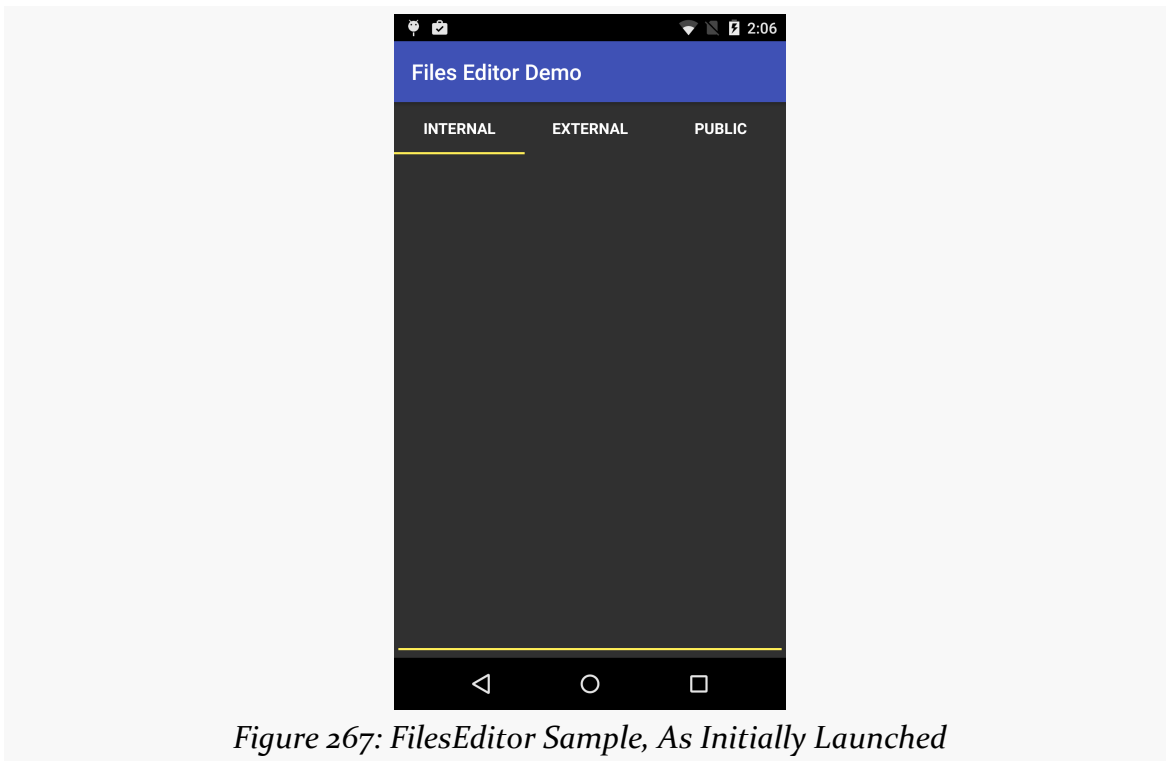 2:06
Files Editor Demo
INTERNAL EXTERNAL PUBLIC
Figure 267: FilesEditor Sample, As Initially Launched